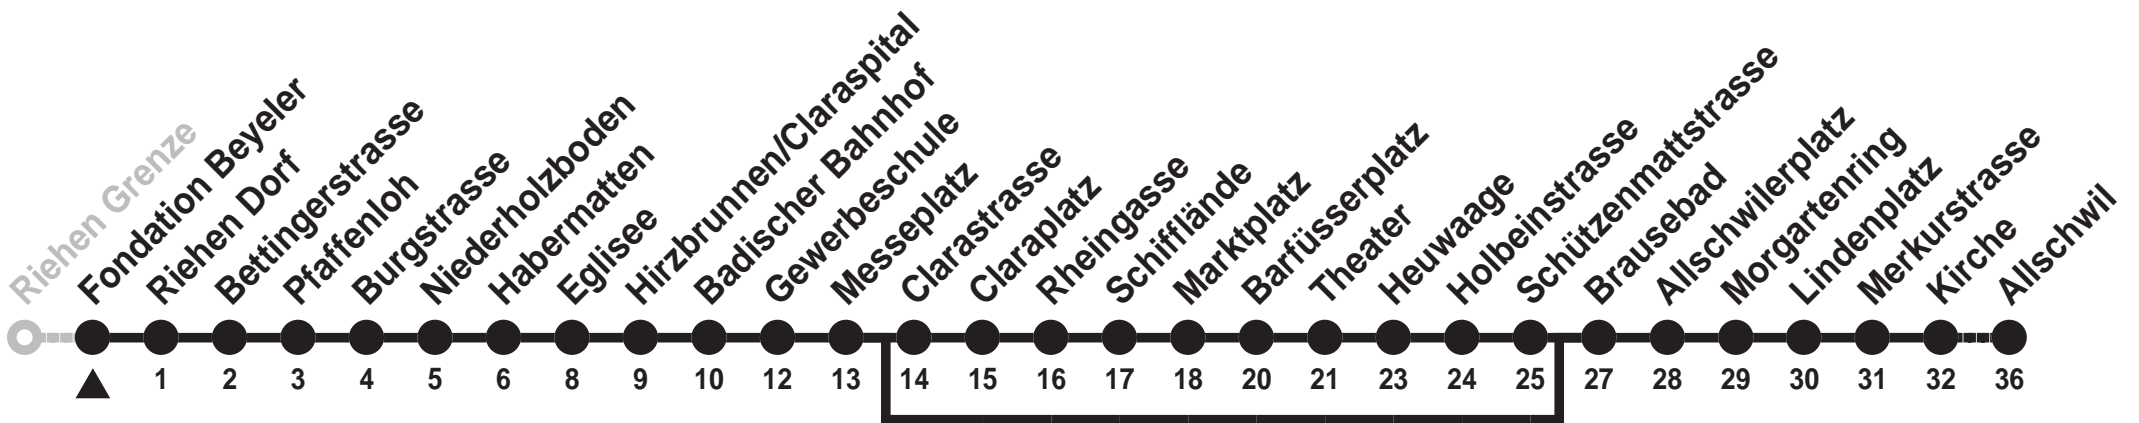 Riehen Grenze
Fondation Beyeler
Riehen Dorf
Bettingerstrasse
Pfaffenloh
Burgstrasse
Niederholzboden
Habermatten
Eglisee
Hirzbrunnen/Claraspital
Badischer Bahnhof
Gewerbeschule
Messeplatz
Clarastrasse
Claraplatz
Rheingasse
Schifflände
Marktplatz
Barfüsserplatz
Theater
Heuwaage
Holbeinstrasse
Schützenmattstrasse
Brausebad
Allschwilerplatz
Morgartenring
Lindenplatz
Merkurstrasse
Kirche
Allschwil
1 2 3 4 5 6 8 9 10 12 13 14 15 16 17 18 20 21 23 24 25 27 28 29 30 31 32 36